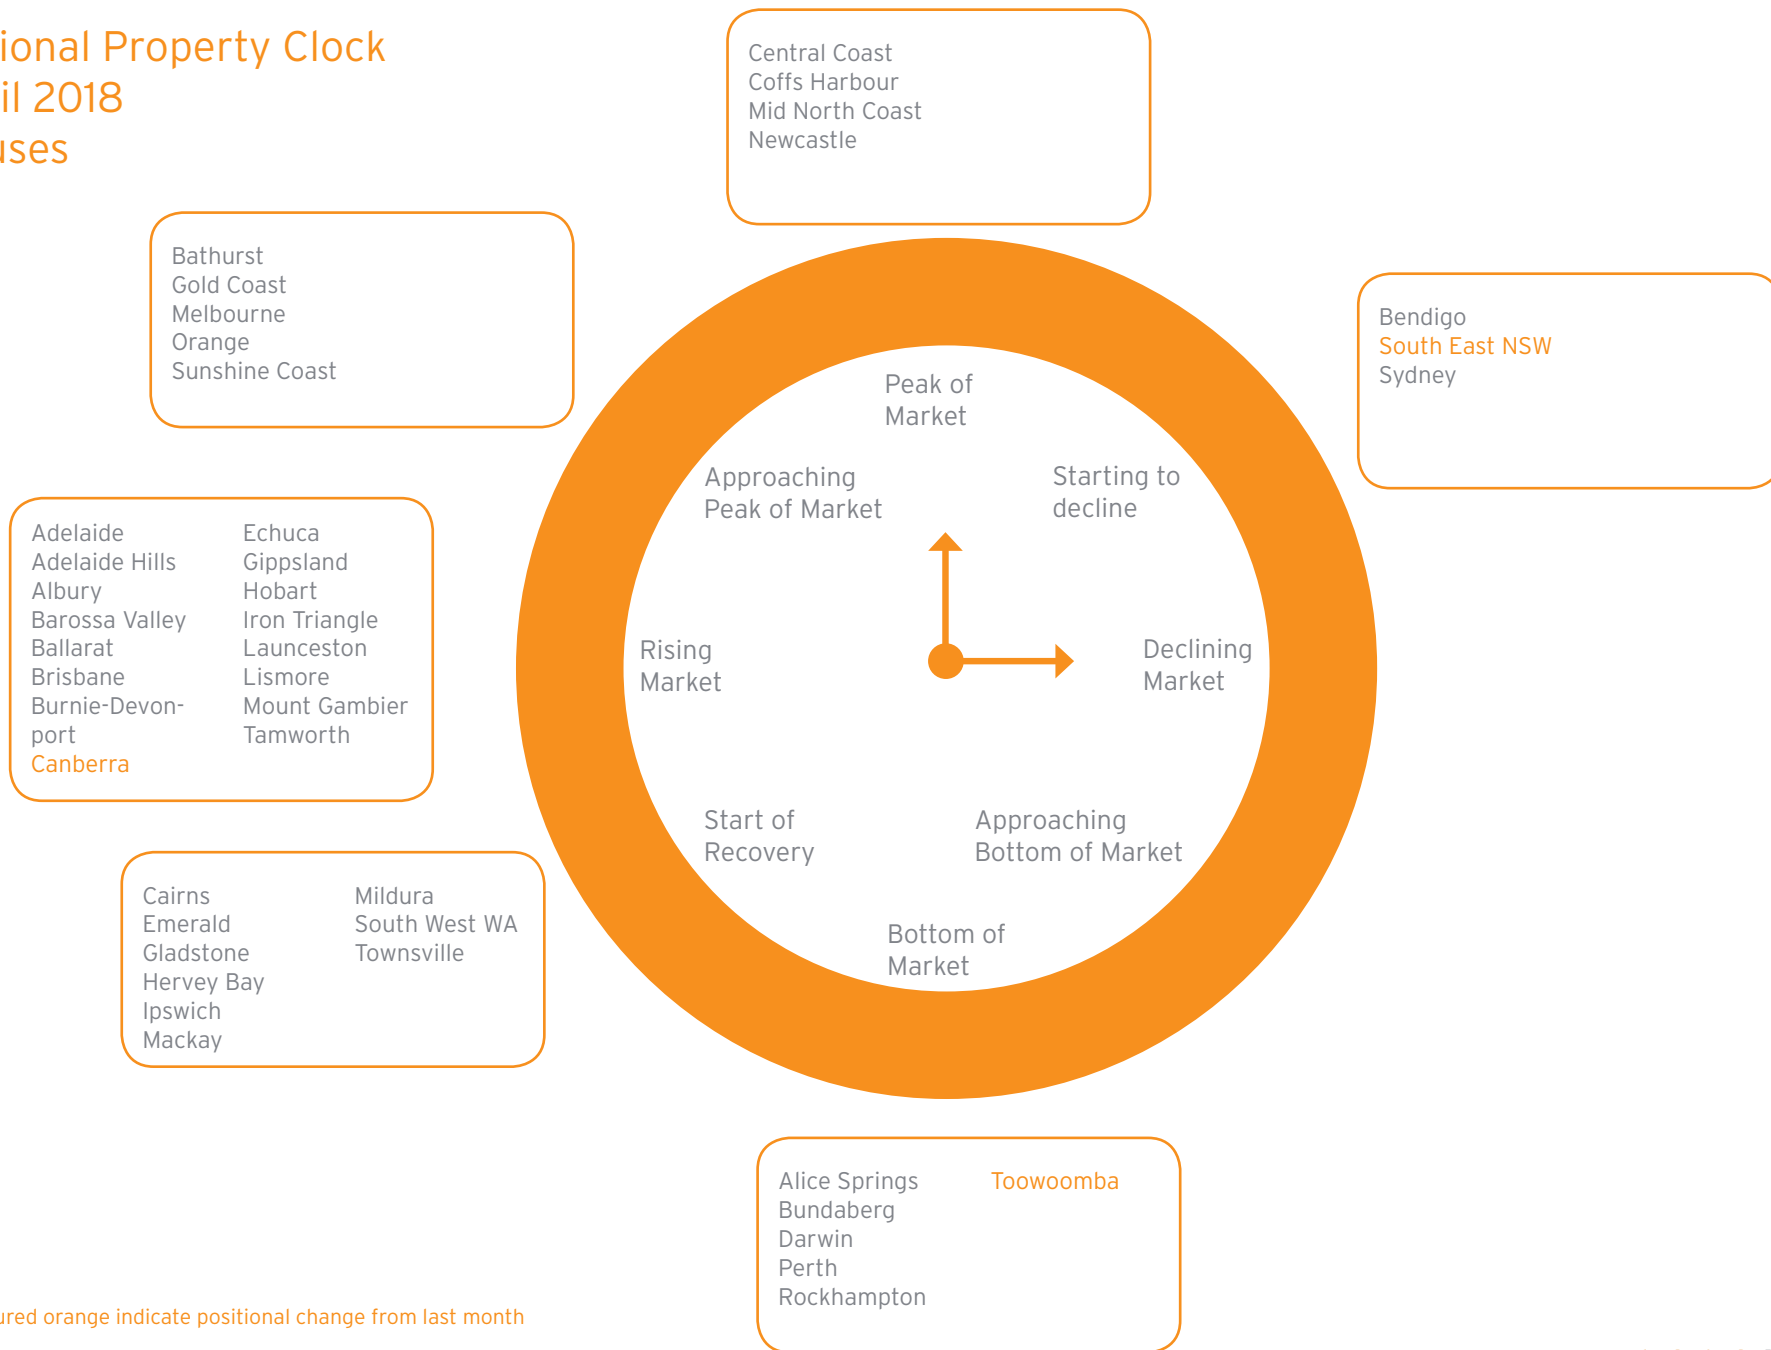 ional Property Clock
il 2018
uses
Central Coast
Coffs Harbour
Mid North Coast
Newcastle
Bathurst
Gold Coast
Melbourne
Orange
Sunshine Coast
Bendigo
South East NSW
Sydney
Peak of
Market
Approaching
Peak of Market
Starting to
decline
Rising
Market
Declining
Market
Start of
Recovery
Approaching
Bottom of Market
Bottom of
Market
Adelaide
Adelaide Hills
Albury
Barossa Valley
Ballarat
Brisbane
Burnie-Devon-
port
Canberra
Echuca
Gippsland
Hobart
Iron Triangle
Launceston
Lismore
Mount Gambier
Tamworth
Cairns
Emerald
Gladstone
Hervey Bay
Ipswich
Mackay
Mildura
South West WA
Townsville
Alice Springs
Bundaberg
Darwin
Perth
Rockhampton
Toowoomba
ured orange indicate positional change from last month